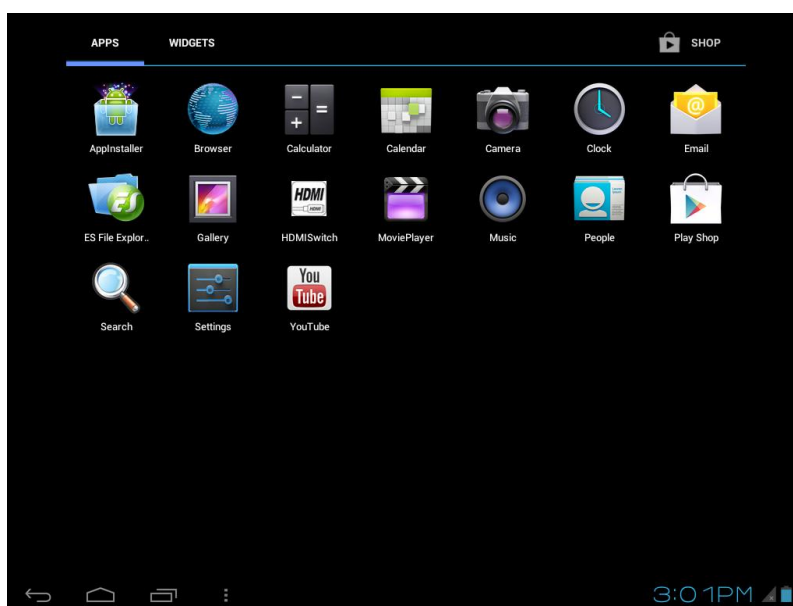 APPS WIDGETS SHOP
AppInstaller Browser Calculator Calendar Camera Clock Email
HDMI
HDMI
ES File Explor.. Gallery HDMISwitch MoviePlayer Music People Play Shop
You
Tube
Search Settings YouTube
3:01PM